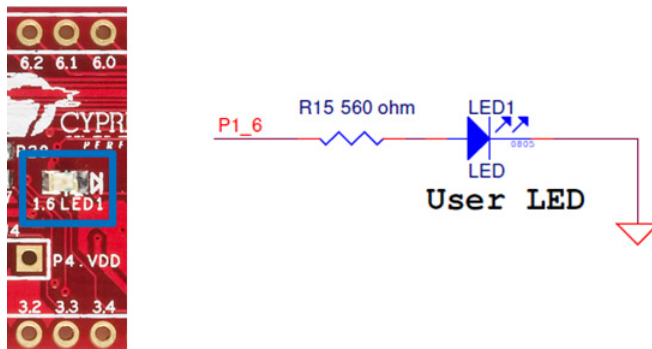 6.2 6.1 6.0
CYPR
PERF
1.6 LED1
P4.VDD
3.2 3.3 3.4
P1_6
R15 560 ohm
LED1
0805
LED
User LED